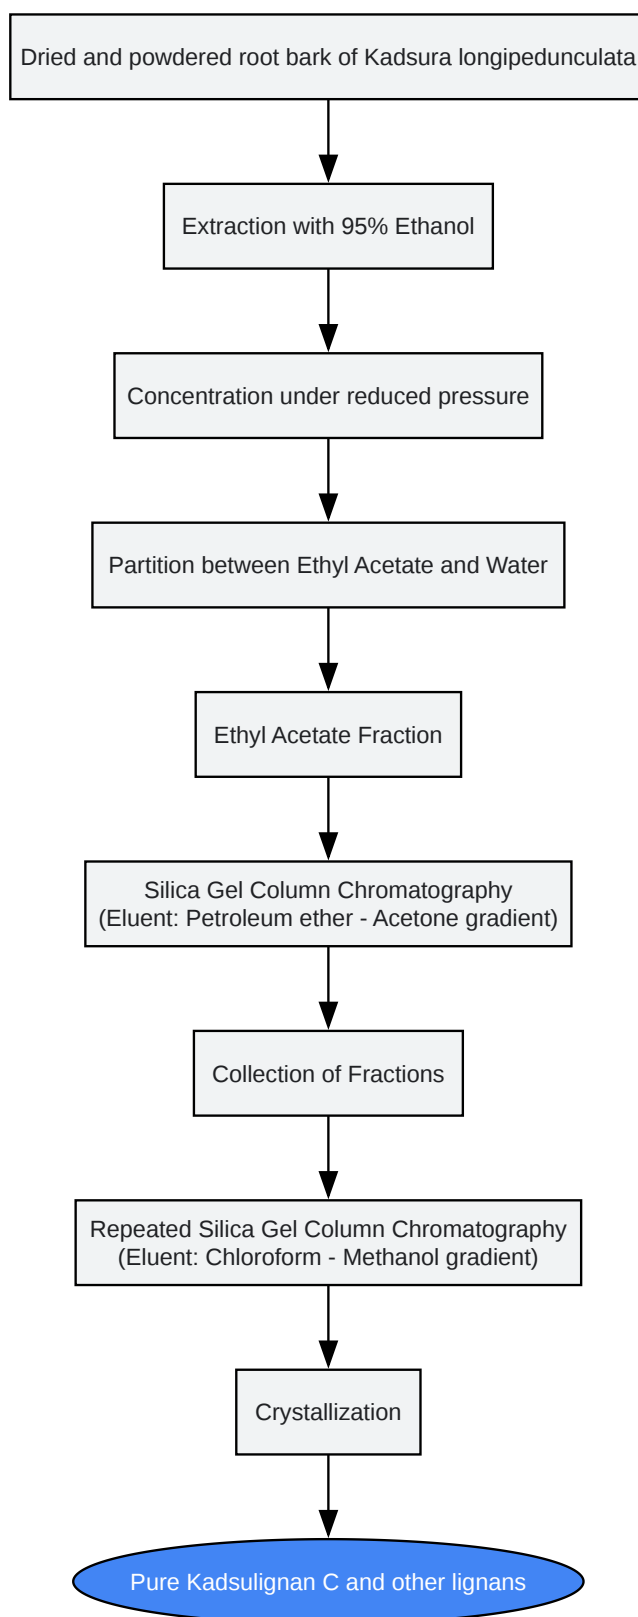 Dried and powdered root bark of Kadsura longipedunculata
Extraction with 95% Ethanol
Concentration under reduced pressure
Partition between Ethyl Acetate and Water
Ethyl Acetate Fraction
Silica Gel Column Chromatography
(Eluent: Petroleum ether - Acetone gradient)
Collection of Fractions
Repeated Silica Gel Column Chromatography
(Eluent: Chloroform - Methanol gradient)
Crystallization
Pure Kadsulignan C and other lignans